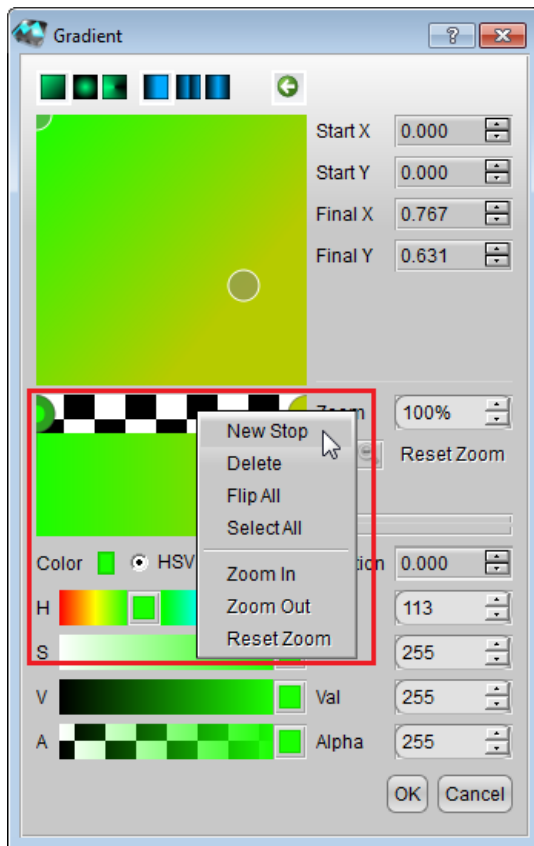 Gradient
Start X 0.000
Start Y 0.000
Final X 0.767
Final Y 0.631
100%
New Stop
Delete
Reset Zoom
Flip All
Select All
Color HSV
Zoom In
0.000
H
Zoom Out
113
S
Reset Zoom
255
V Val 255
A Alpha 255
OK Cancel